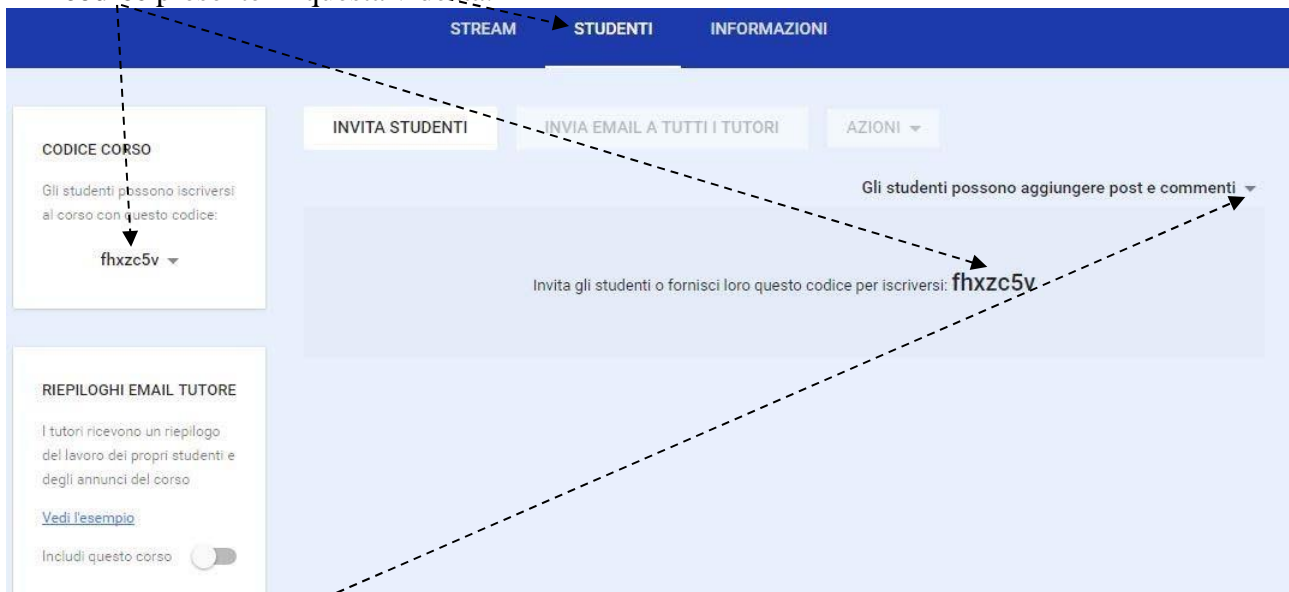 STREAM STUDENTI INFORMAZIONI
CODICE CORSO
Gli studenti possono iscriversi
al corso con questo codice:
fhxzc5v
RIEPILOGHI EMAIL TUTORE
I tutori ricevono un riepilogo
del lavoro dei propri studenti e
degli annunci del corso
Vedi l'esempio
Includi questo corso
INVITA STUDENTI INVIA EMAIL A TUTTI I TUTORI AZIONI
Gli studenti possono aggiungere post e commenti
Invita gli studenti o fornisci loro questo codice per iscriversi: fhxzc5v